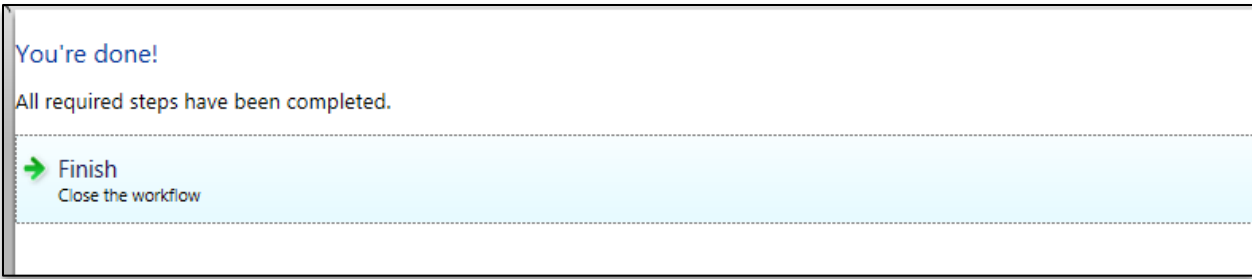 You're done!
All required steps have been completed.
Finish
Close the workflow